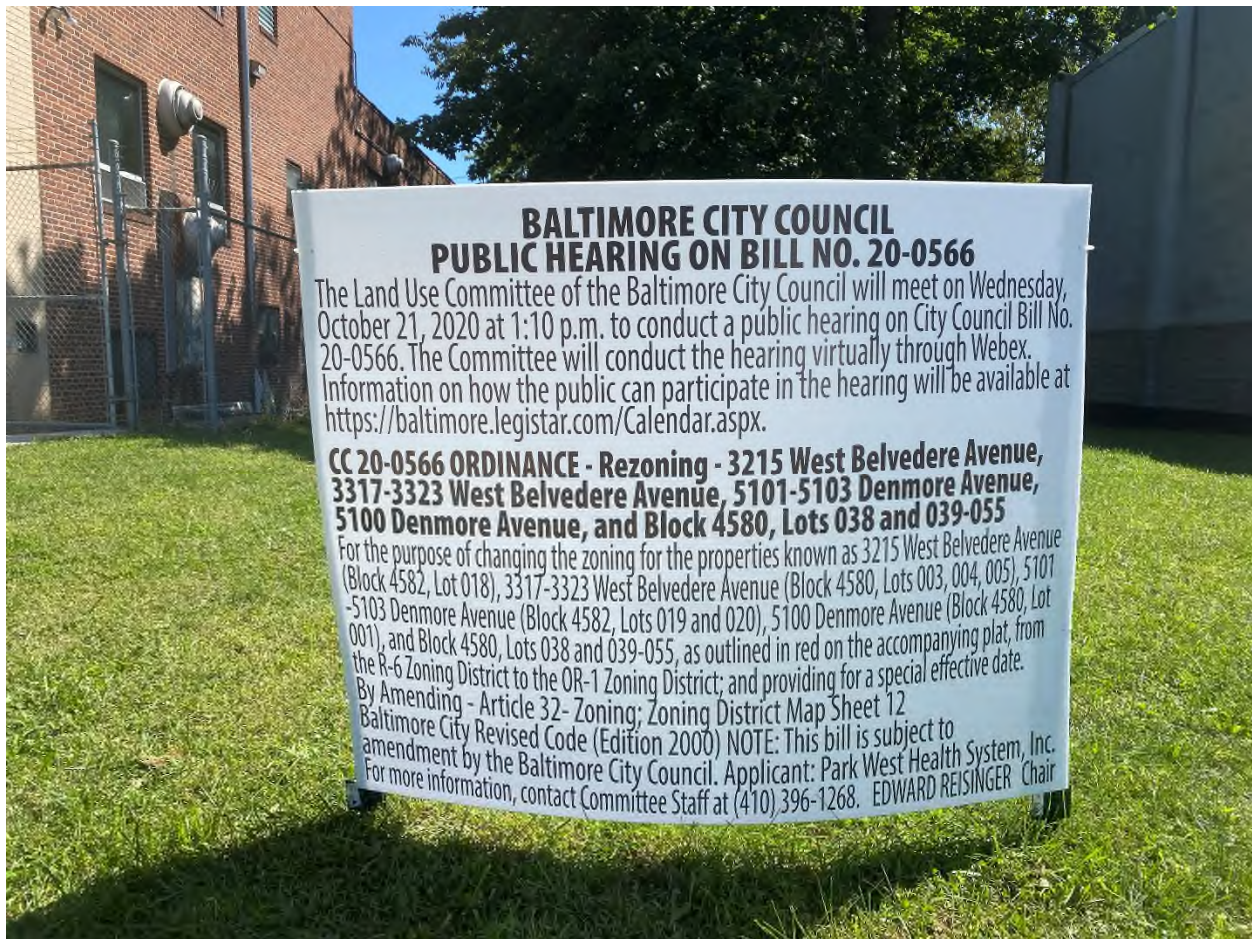 BALTIMORE CITY COUNCIL
PUBLIC HEARING ON BILL NO. 20-0566
The Land Use Committee of the Baltimore City Council will meet on Wednesday,
October 21, 2020 at 1:10 p.m. to conduct a public hearing on City Council Bill No.
20-0566. The Committee will conduct the hearing virtually through Webex.
Information on how the public can participate in the hearing will be available at
https://baltimore.legistar.com/Calendar.aspx.
CC 20-0566 ORDINANCE - Rezoning - 3215 West Belvedere Avenue,
3317-3323 West Belvedere Avenue, 5101-5103 Denmore Avenue,
5100 Denmore Avenue, and Block 4580, Lots 038 and 039-055
For the purpose of changing the zoning for the properties known as 3215 West Belvedere Avenue
(Block 4582, Lot 018), 3317-3323 West Belvedere Avenue (Block 4580, Lots 003, 004, 005), 5101
-5103 Denmore Avenue (Block 4582, Lots 019 and 020), 5100 Denmore Avenue (Block 4580, Lot
001), and Block 4580, Lots 038 and 039-055, as outlined in red on the accompanying plat, from
the R-6 Zoning District to the OR-1 Zoning District; and providing for a special effective date.
By Amending - Article 32- Zoning; Zoning District Map Sheet 12
Baltimore City Revised Code (Edition 2000) NOTE: This bill is subject to
amendment by the Baltimore City Council. Applicant: Park West Health System, Inc.
For more information, contact Committee Staff at (410) 396-1268. EDWARD REISINGER Chair